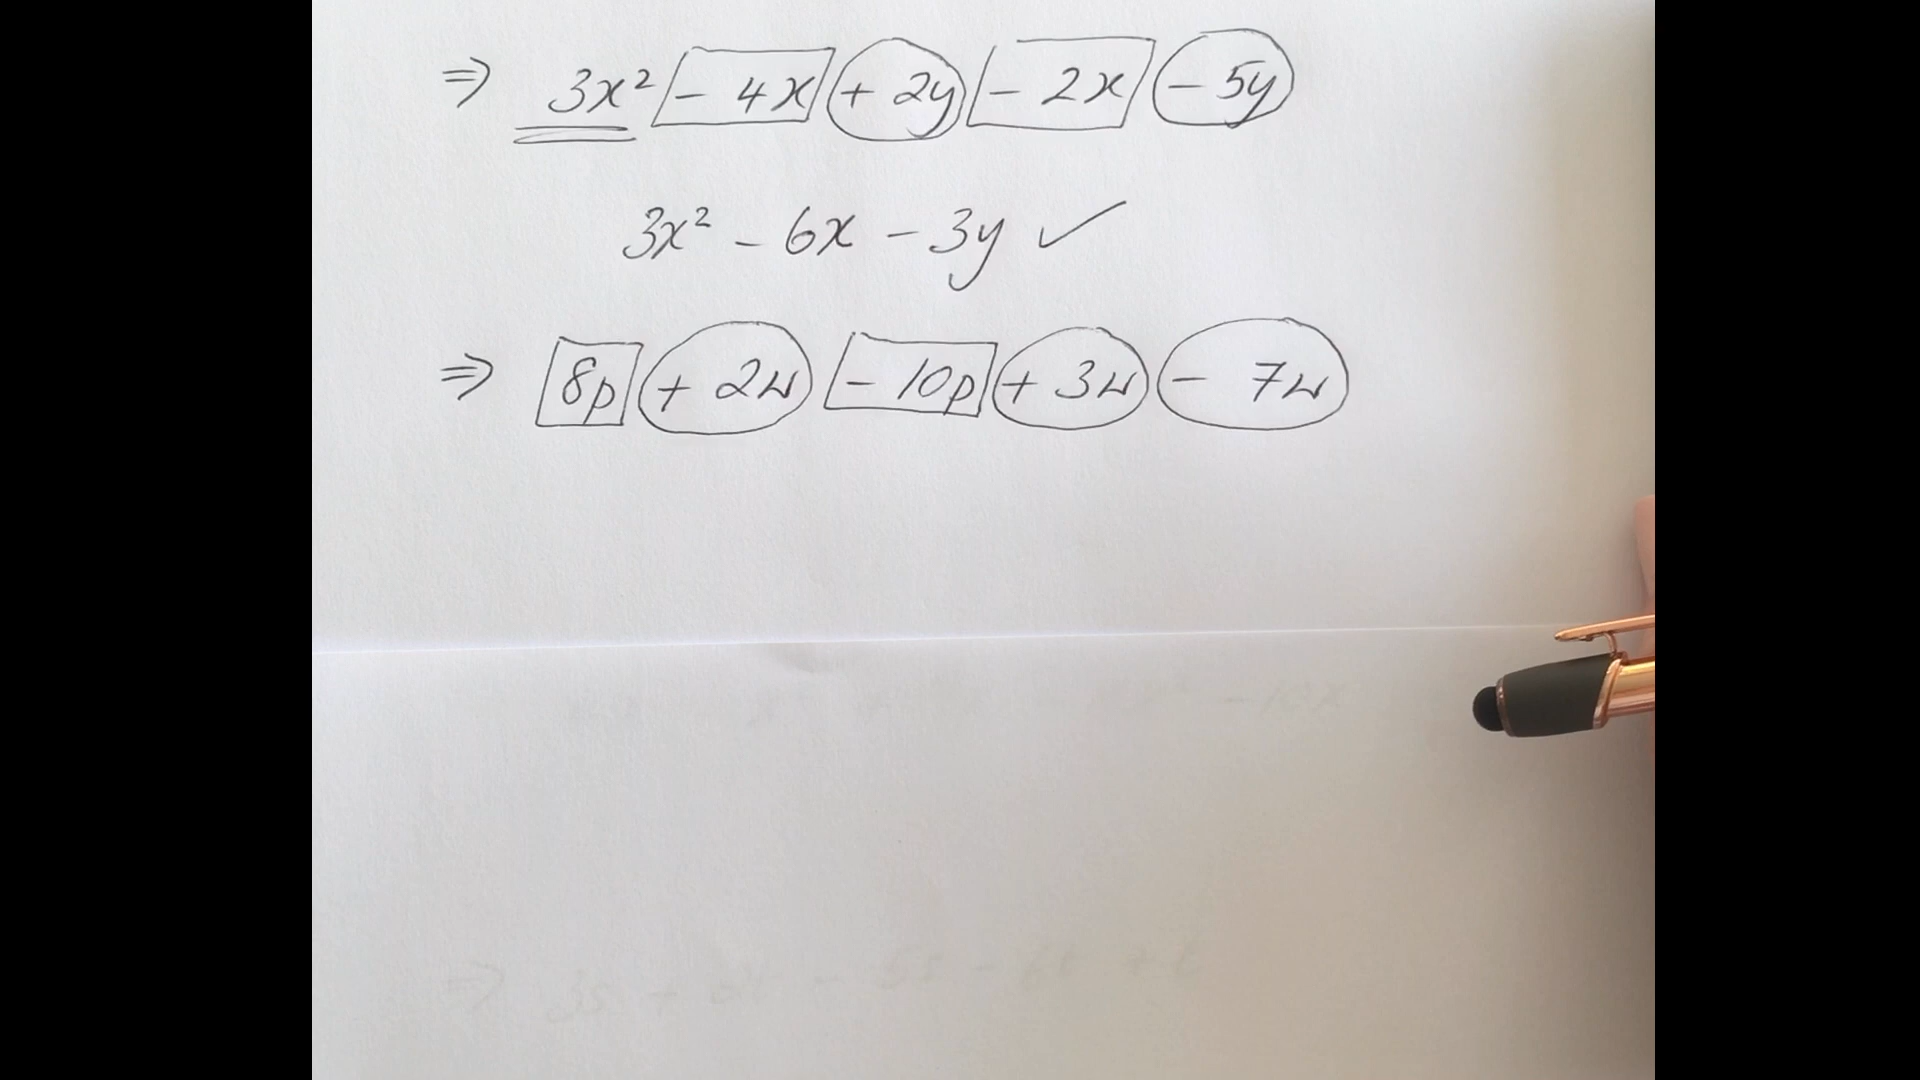 ⇒ 3x² - 4x + 2y - 2x - 5y
3x² - 6x - 3y ✓
⇒ 8p + 2w - 10p + 3w - 7w